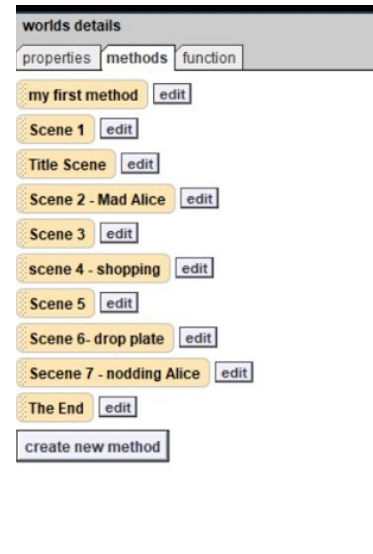 worlds details
properties methods function
my first method edit
Scene 1 edit
Title Scene edit
Scene 2 - Mad Alice edit
Scene 3 edit
scene 4 - shopping edit
Scene 5 edit
Scene 6- drop plate edit
Secene 7 - nodding Alice edit
The End edit
create new method